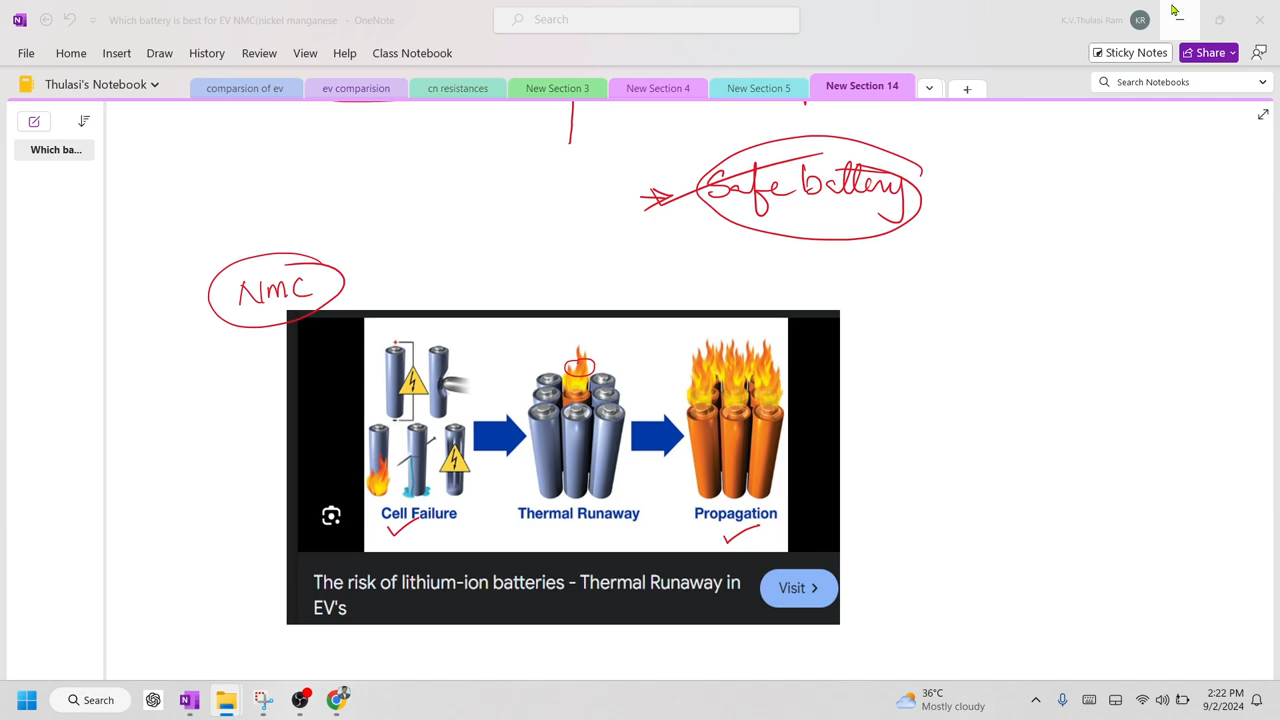 Which battery is best for EV NMC(nickel manganese - OneNote
Search
K.V.Thulasi Ram
KR
File Home Insert Draw History Review View Help Class Notebook
Sticky Notes
Share
Thulasi's Notebook
comparsion of ev
ev comparision
cn resistances
New Section 3
New Section 4
New Section 5
New Section 14
Search Notebooks
Which ba...
Safe battery
NMC
Cell Failure
Thermal Runaway
Propagation
The risk of lithium-ion batteries - Thermal Runaway in
EV's
Visit
Search
36°C
Mostly cloudy
2:22 PM
9/2/2024